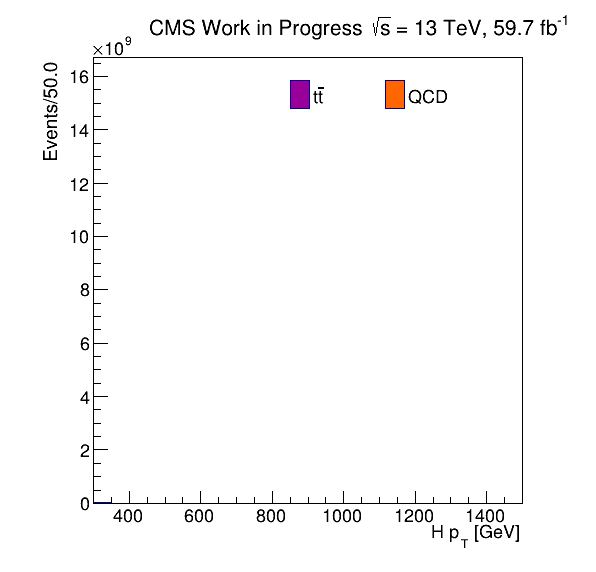 CMS Work in Progress √s = 13 TeV, 59.7 fb⁻¹
×10⁹
Events/50.0
16
14
12
10
8
6
4
2
0
tt̄
QCD
400 600 800 1000 1200 1400
H p_T [GeV]